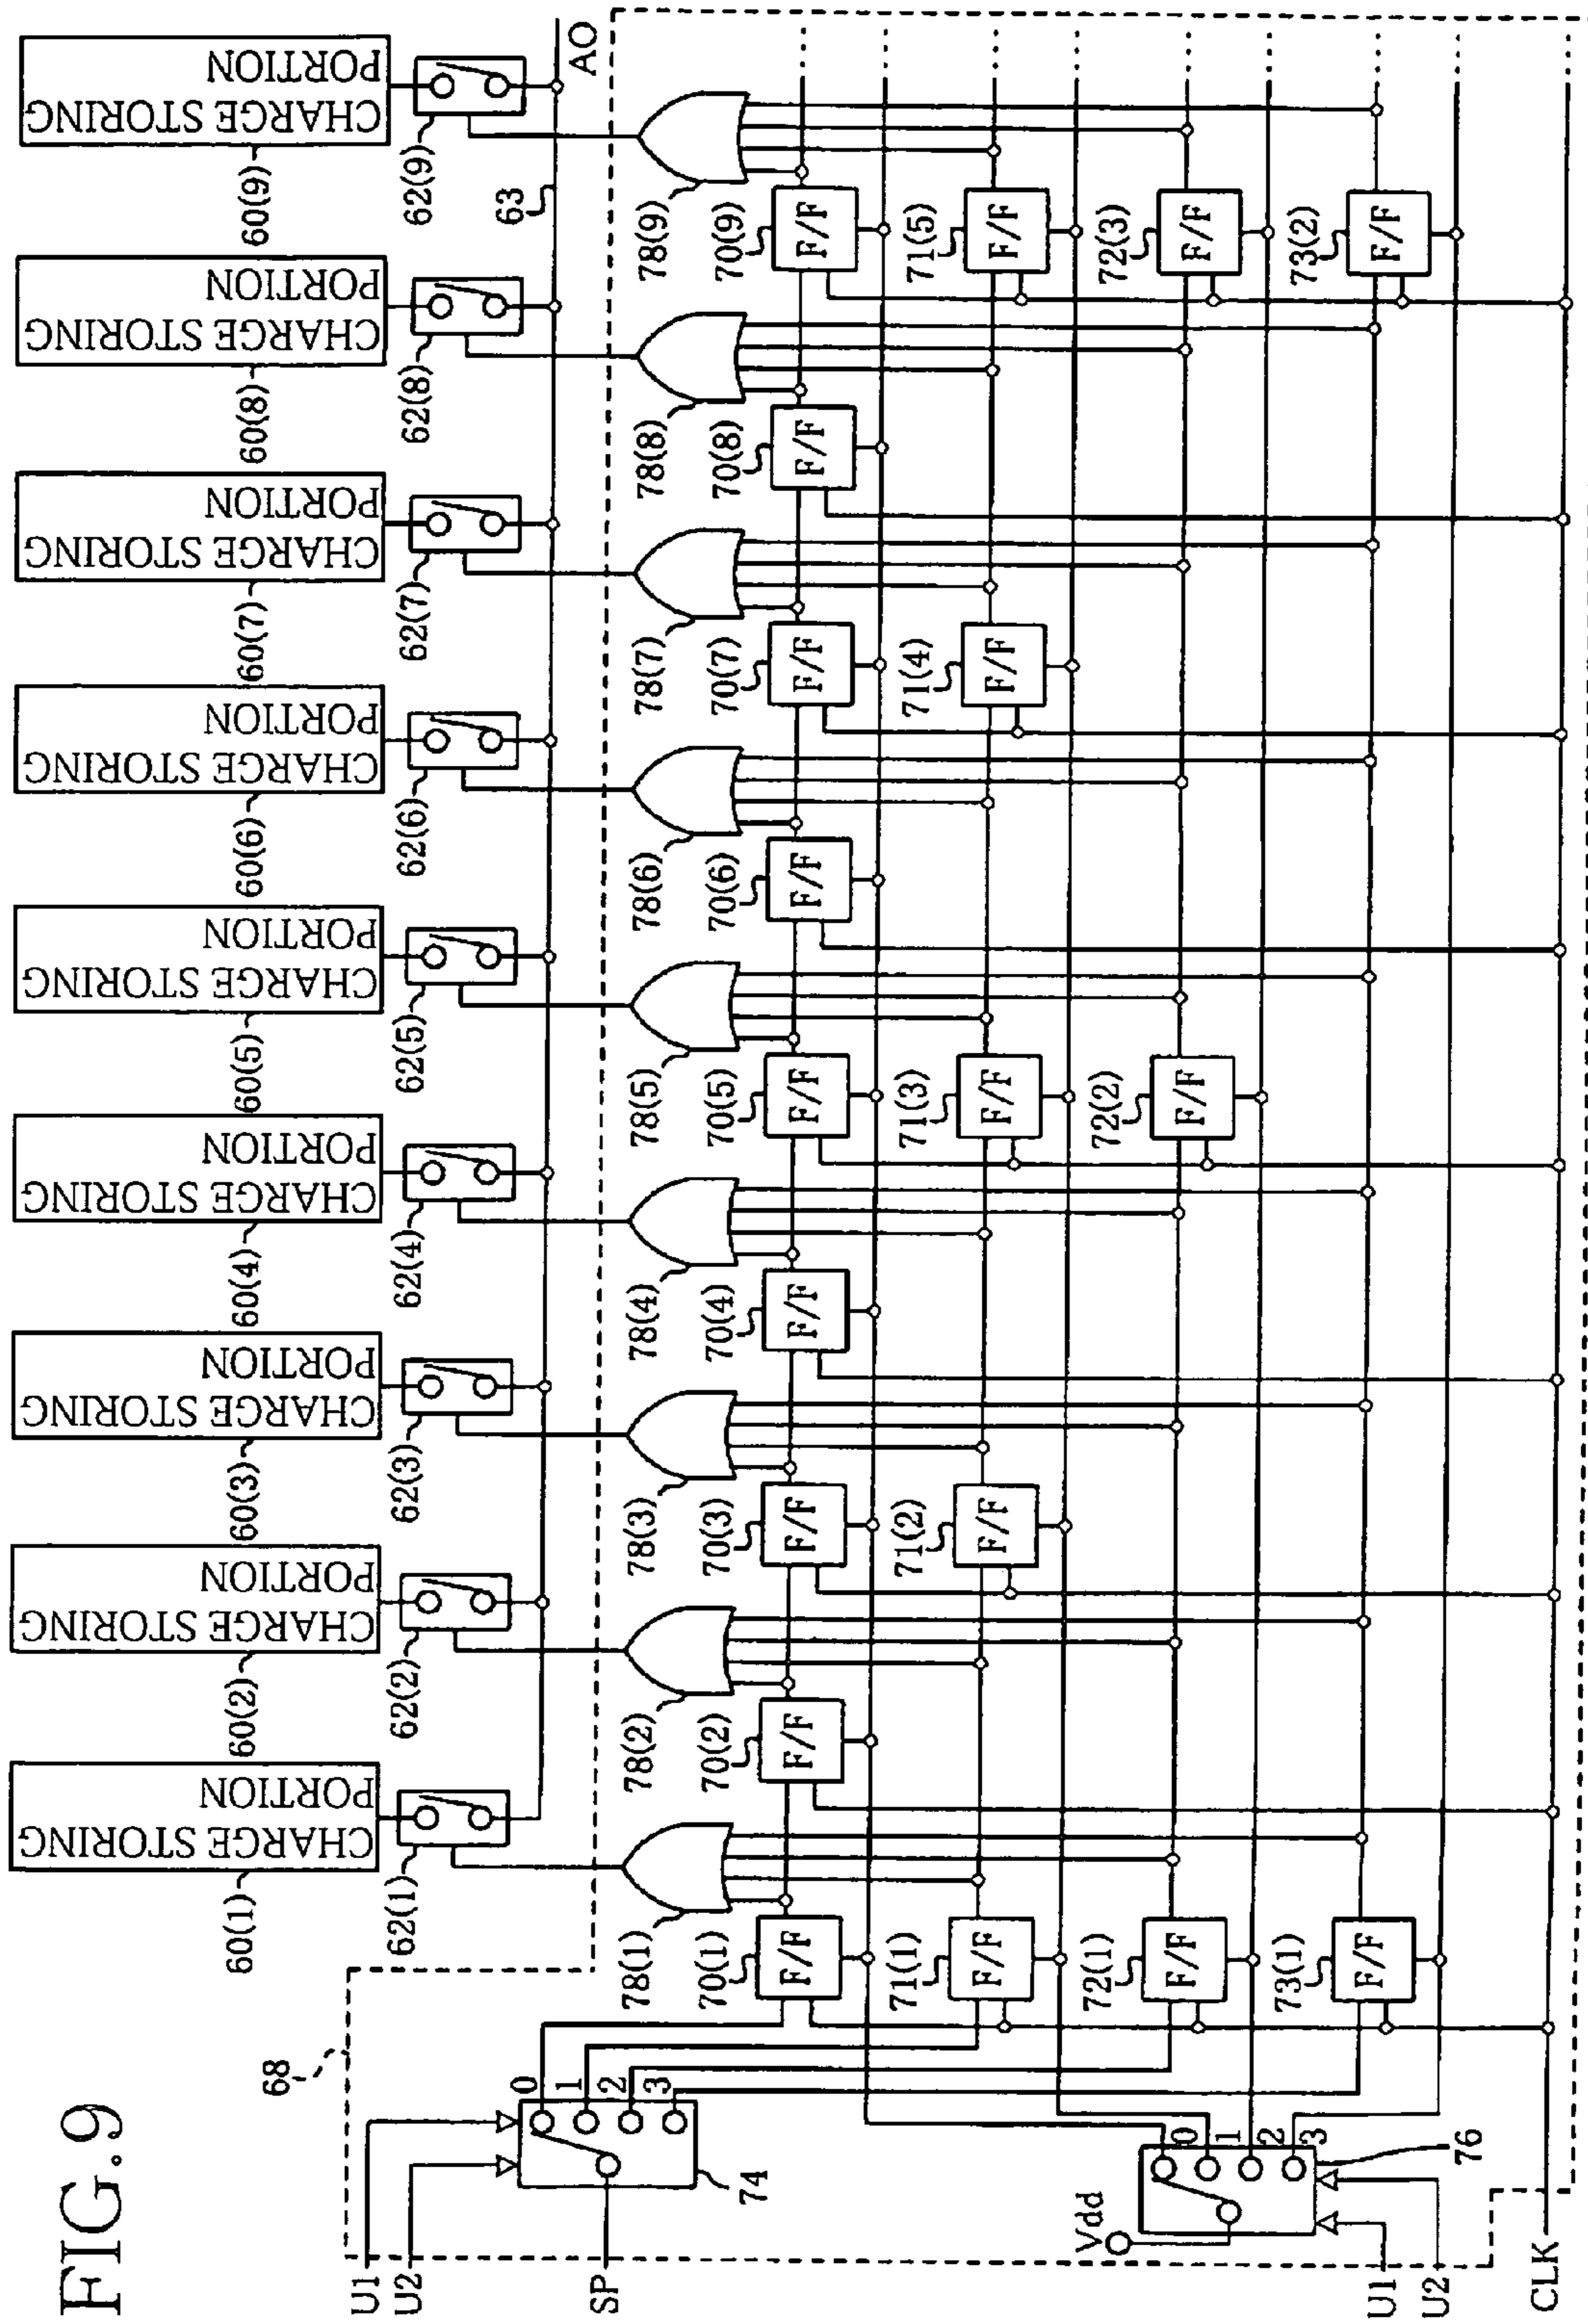 FIG.9
CHARGE STORING
PORTION
CHARGE STORING
PORTION
CHARGE STORING
PORTION
CHARGE STORING
PORTION
CHARGE STORING
PORTION
CHARGE STORING
PORTION
CHARGE STORING
PORTION
CHARGE STORING
PORTION
CHARGE STORING
PORTION
60(1) 60(2) 60(3) 60(4) 60(5) 60(6) 60(7) 60(8) 60(9)
62(1) 62(2) 62(3) 62(4) 62(5) 62(6) 62(7) 62(8) 62(9)
63
AO
68
U1
U2
SP
0
1
2
3
74
78(1) 78(2) 78(3) 78(4) 78(5) 78(6) 78(7) 78(8) 78(9)
70(1) 70(2) 70(3) 70(4) 70(5) 70(6) 70(7) 70(8) 70(9)
F/F F/F F/F F/F F/F F/F F/F F/F F/F
71(1) 71(2) 71(3) 71(4) 71(5)
F/F F/F F/F F/F F/F
72(1) 72(2) 72(3)
F/F F/F F/F
73(1) 73(2)
F/F F/F
Vdd
0
1
2
3
76
U1
U2
CLK